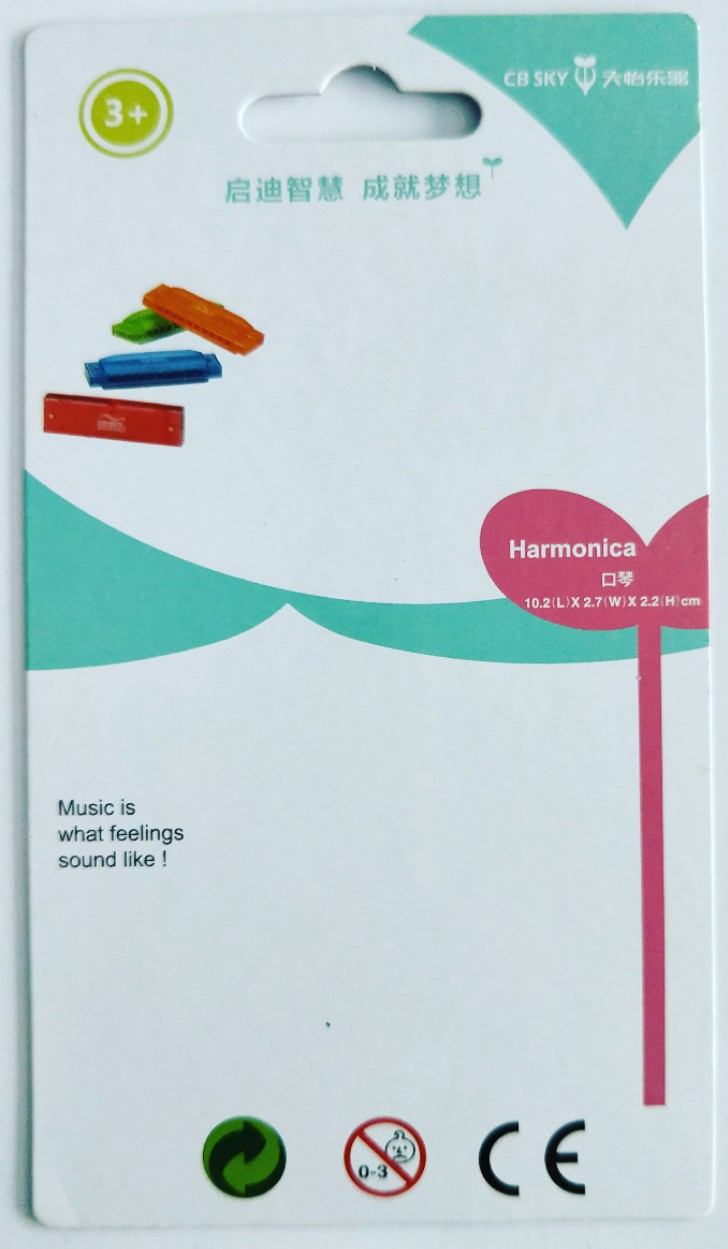 3+
CB SKY 天怡乐器
启迪智慧 成就梦想
Harmonica
口琴
10.2(L)X 2.7(W)X 2.2(H)cm
Music is
what feelings
sound like !
0-3
CE